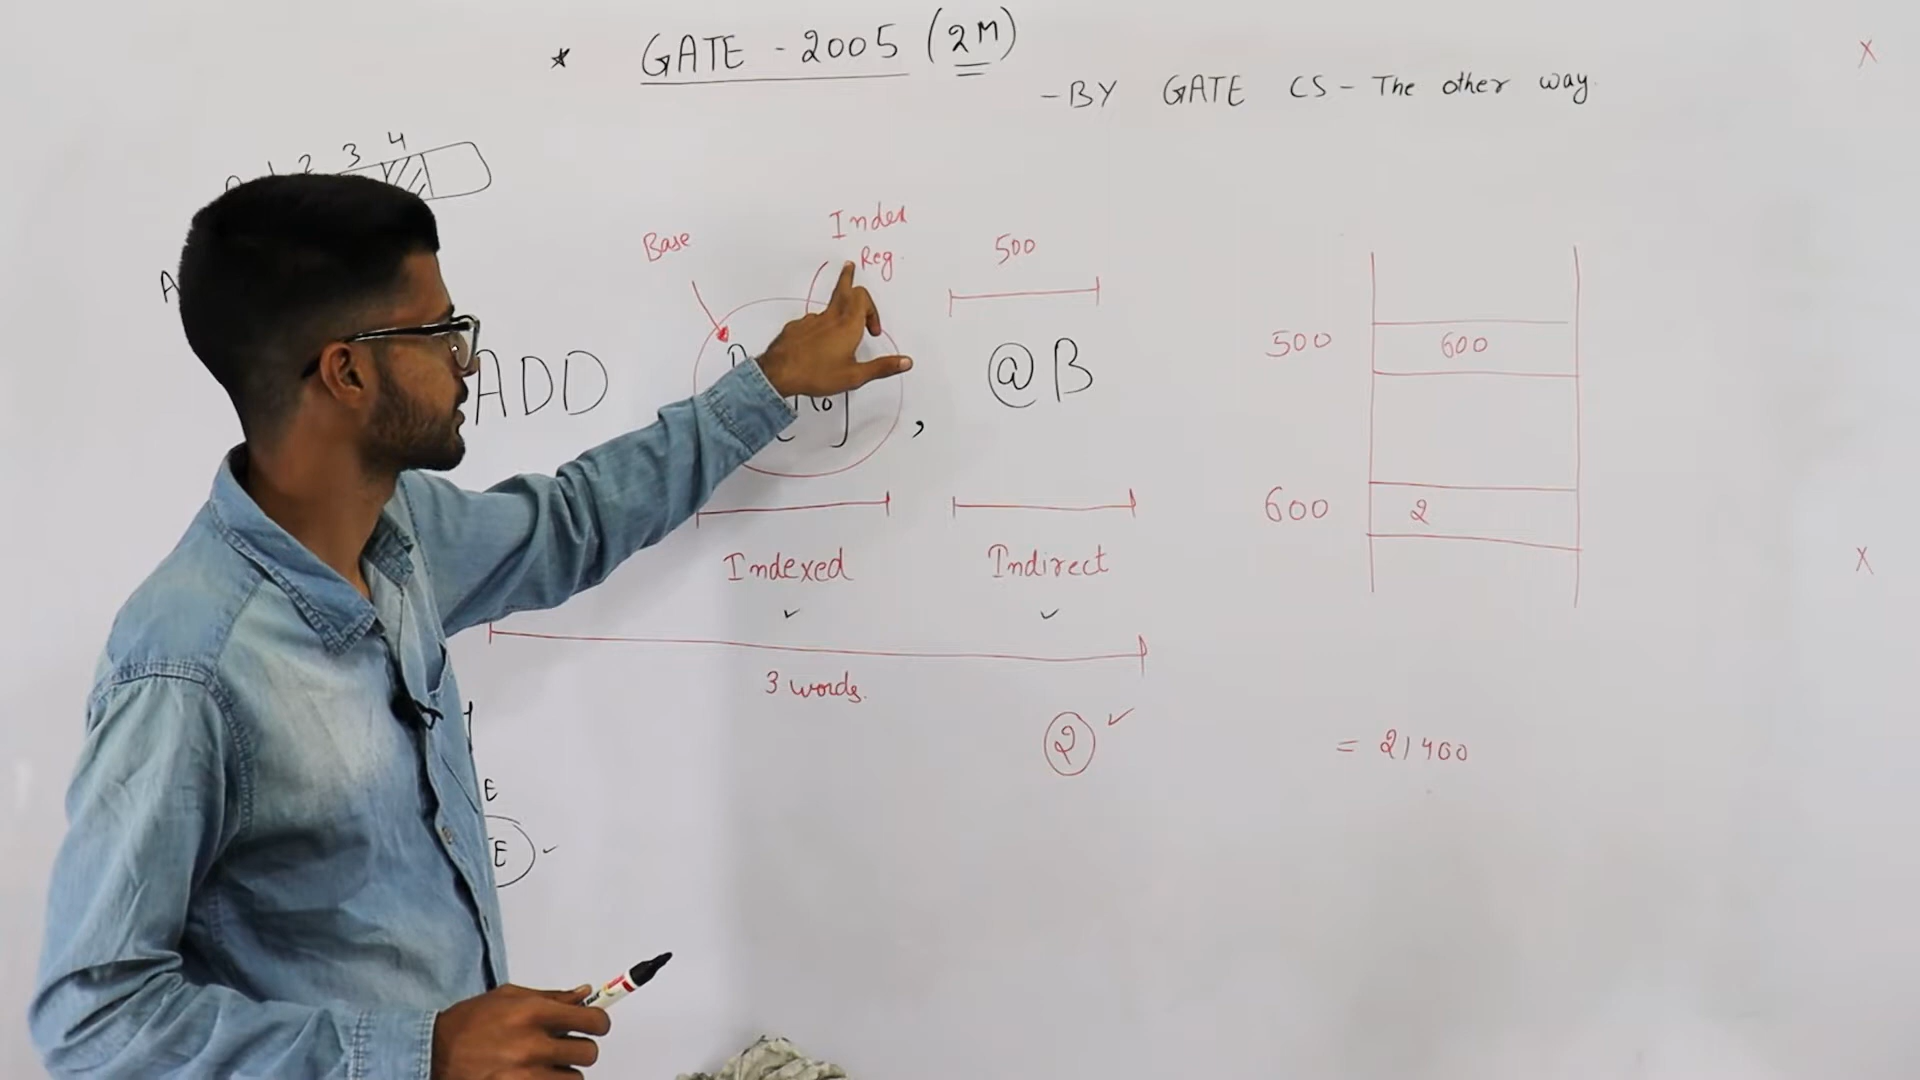 * GATE - 2005 (2M)
- BY GATE CS - The other way.
1 2 3 4
A
Base
Index
Reg.
500
ADD
[R0]
,
@B
500
600
600
2
Indexed
Indirect
3 words.
2
= 21400
E
E
X
X